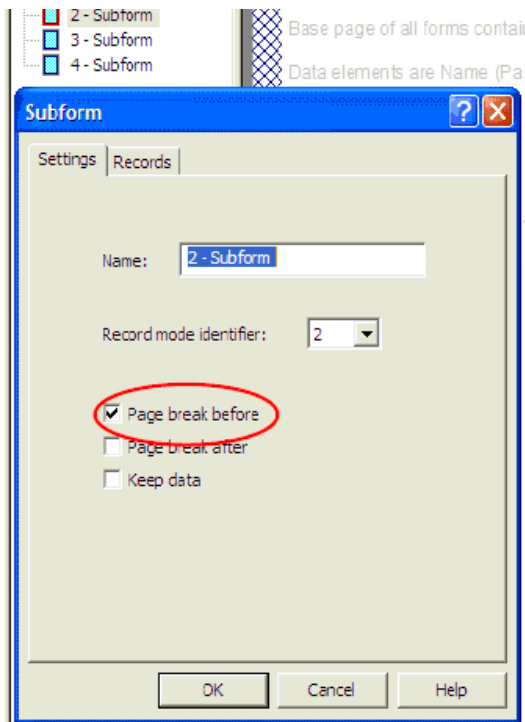 2 - Subform
3 - Subform
4 - Subform
Base page of all forms contai
Data elements are Name (Pa
Subform
Settings Records
Name: 2 - Subform
Record mode identifier: 2
Page break before
Page break after
Keep data
OK Cancel Help